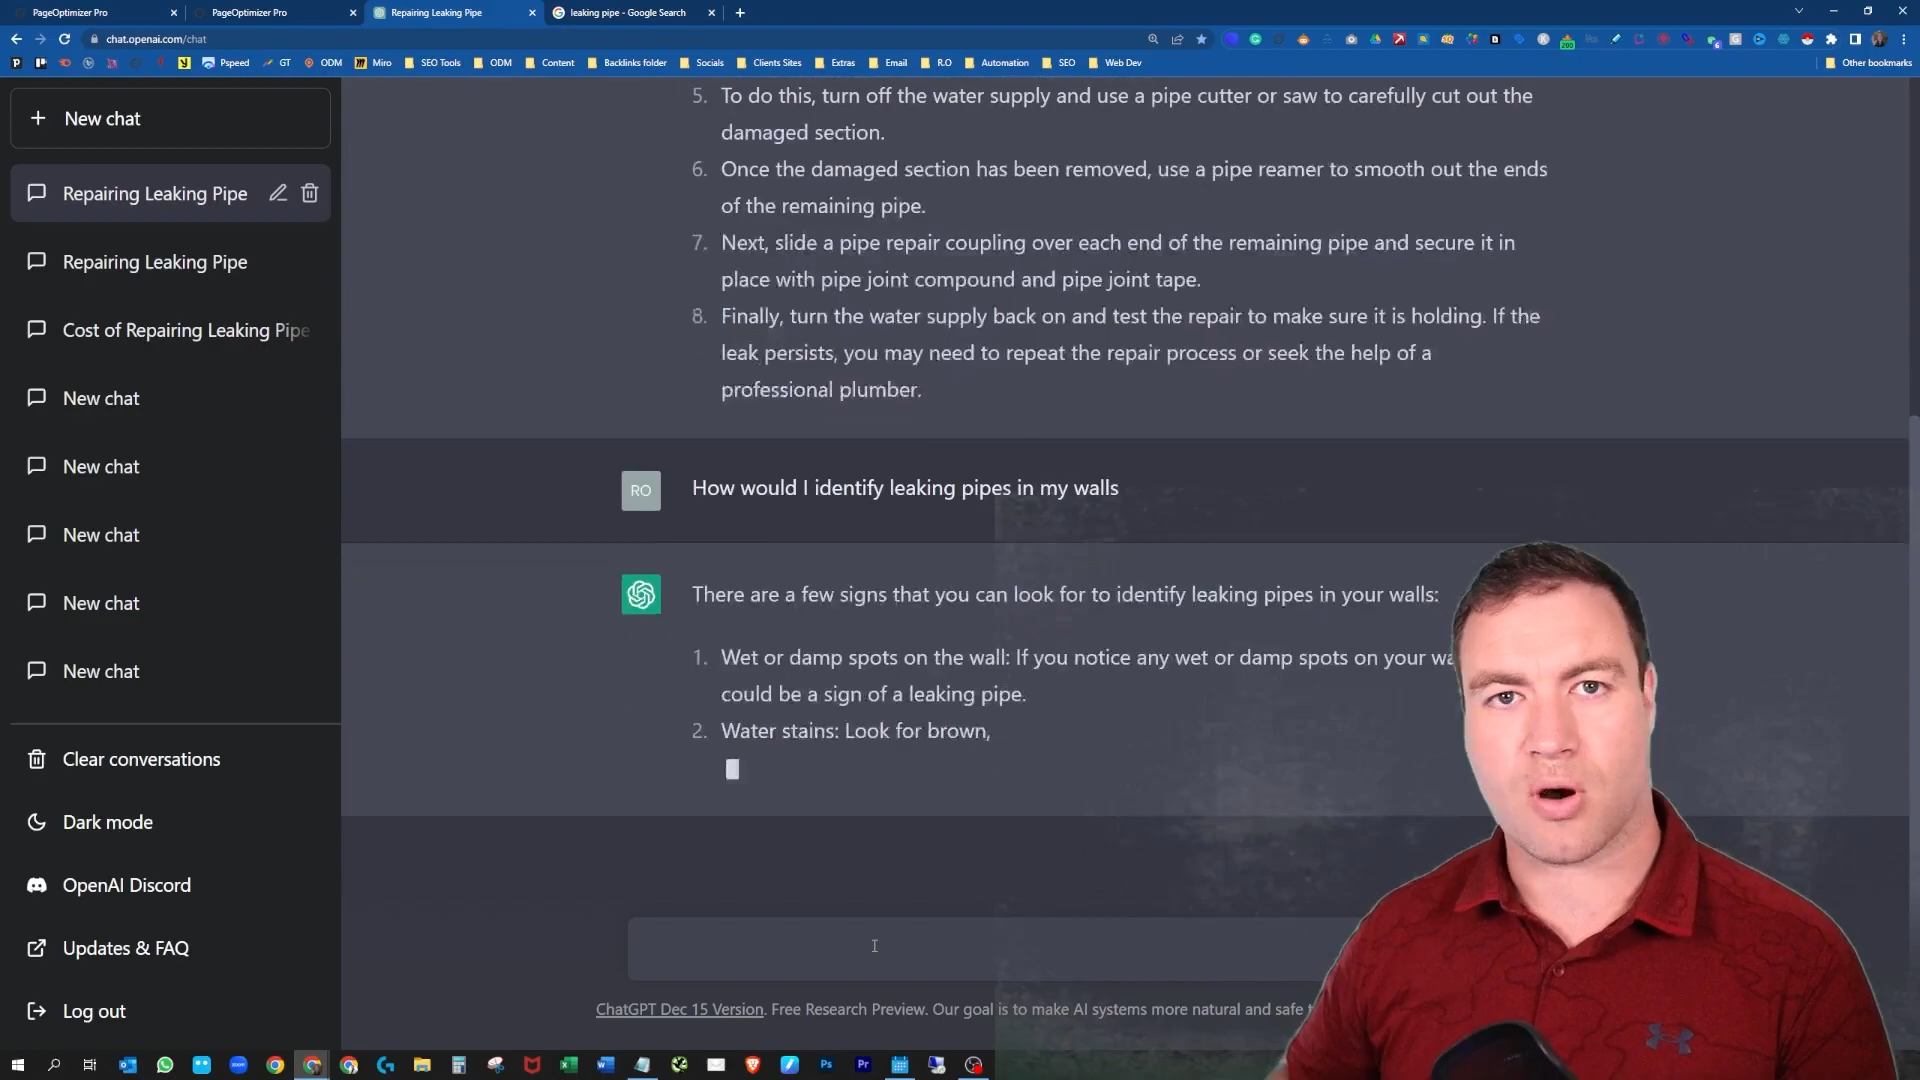 PageOptimizer Pro
PageOptimizer Pro
Repairing Leaking Pipe
leaking pipe - Google Search
chat.openai.com/chat
Pspeed
GT
ODM
Miro
SEO Tools
ODM
Content
Backlinks folder
Socials
Clients Sites
Extras
Email
R.O
Automation
SEO
Web Dev
Other bookmarks
New chat
Repairing Leaking Pipe
Repairing Leaking Pipe
Cost of Repairing Leaking Pipe
New chat
New chat
New chat
New chat
New chat
Clear conversations
Dark mode
OpenAI Discord
Updates & FAQ
Log out
5. To do this, turn off the water supply and use a pipe cutter or saw to carefully cut out the
damaged section.
6. Once the damaged section has been removed, use a pipe reamer to smooth out the ends
of the remaining pipe.
7. Next, slide a pipe repair coupling over each end of the remaining pipe and secure it in
place with pipe joint compound and pipe joint tape.
8. Finally, turn the water supply back on and test the repair to make sure it is holding. If the
leak persists, you may need to repeat the repair process or seek the help of a
professional plumber.
RO
How would I identify leaking pipes in my walls
There are a few signs that you can look for to identify leaking pipes in your walls:
1. Wet or damp spots on the wall: If you notice any wet or damp spots on your
could be a sign of a leaking pipe.
2. Water stains: Look for brown,
ChatGPT Dec 15 Version. Free Research Preview. Our goal is to make AI systems more natural and safe